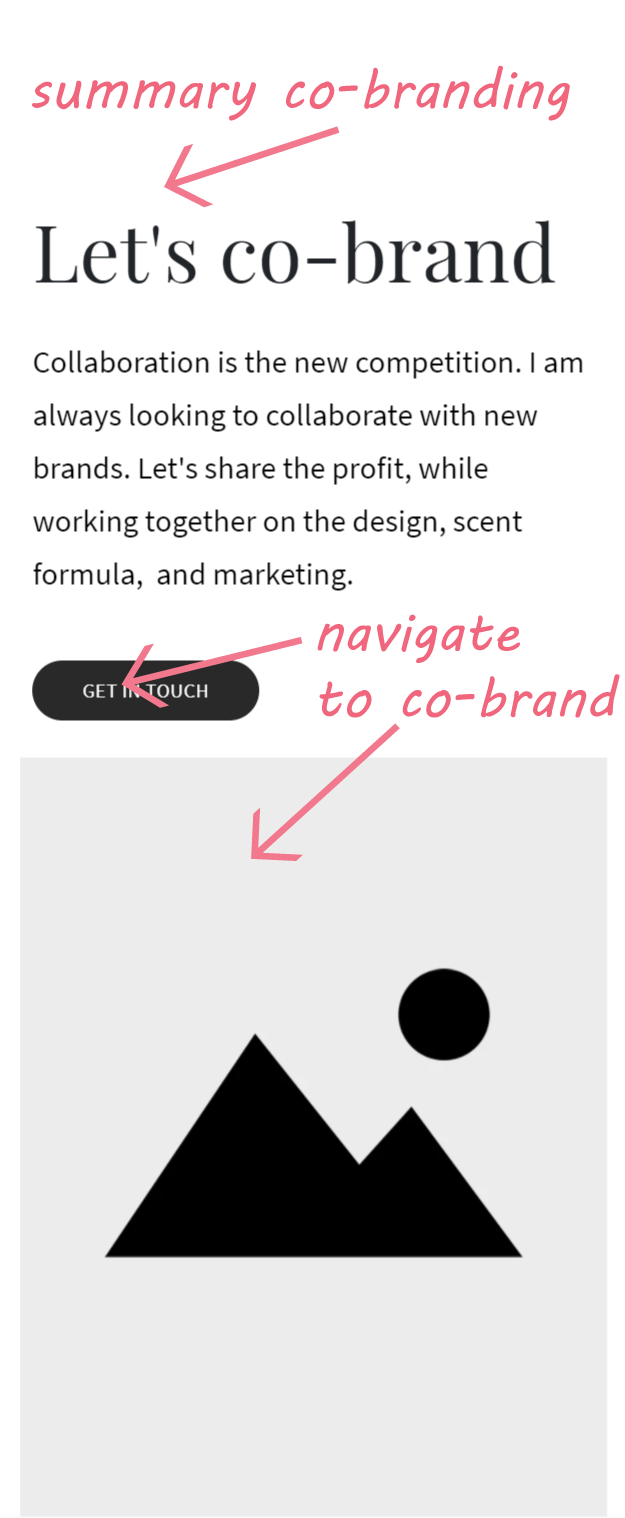 summary co-branding
Let's co-brand
Collaboration is the new competition. I am
always looking to collaborate with new
brands. Let's share the profit, while
working together on the design, scent
formula,  and marketing.
navigate
to co-brand
GET IN TOUCH